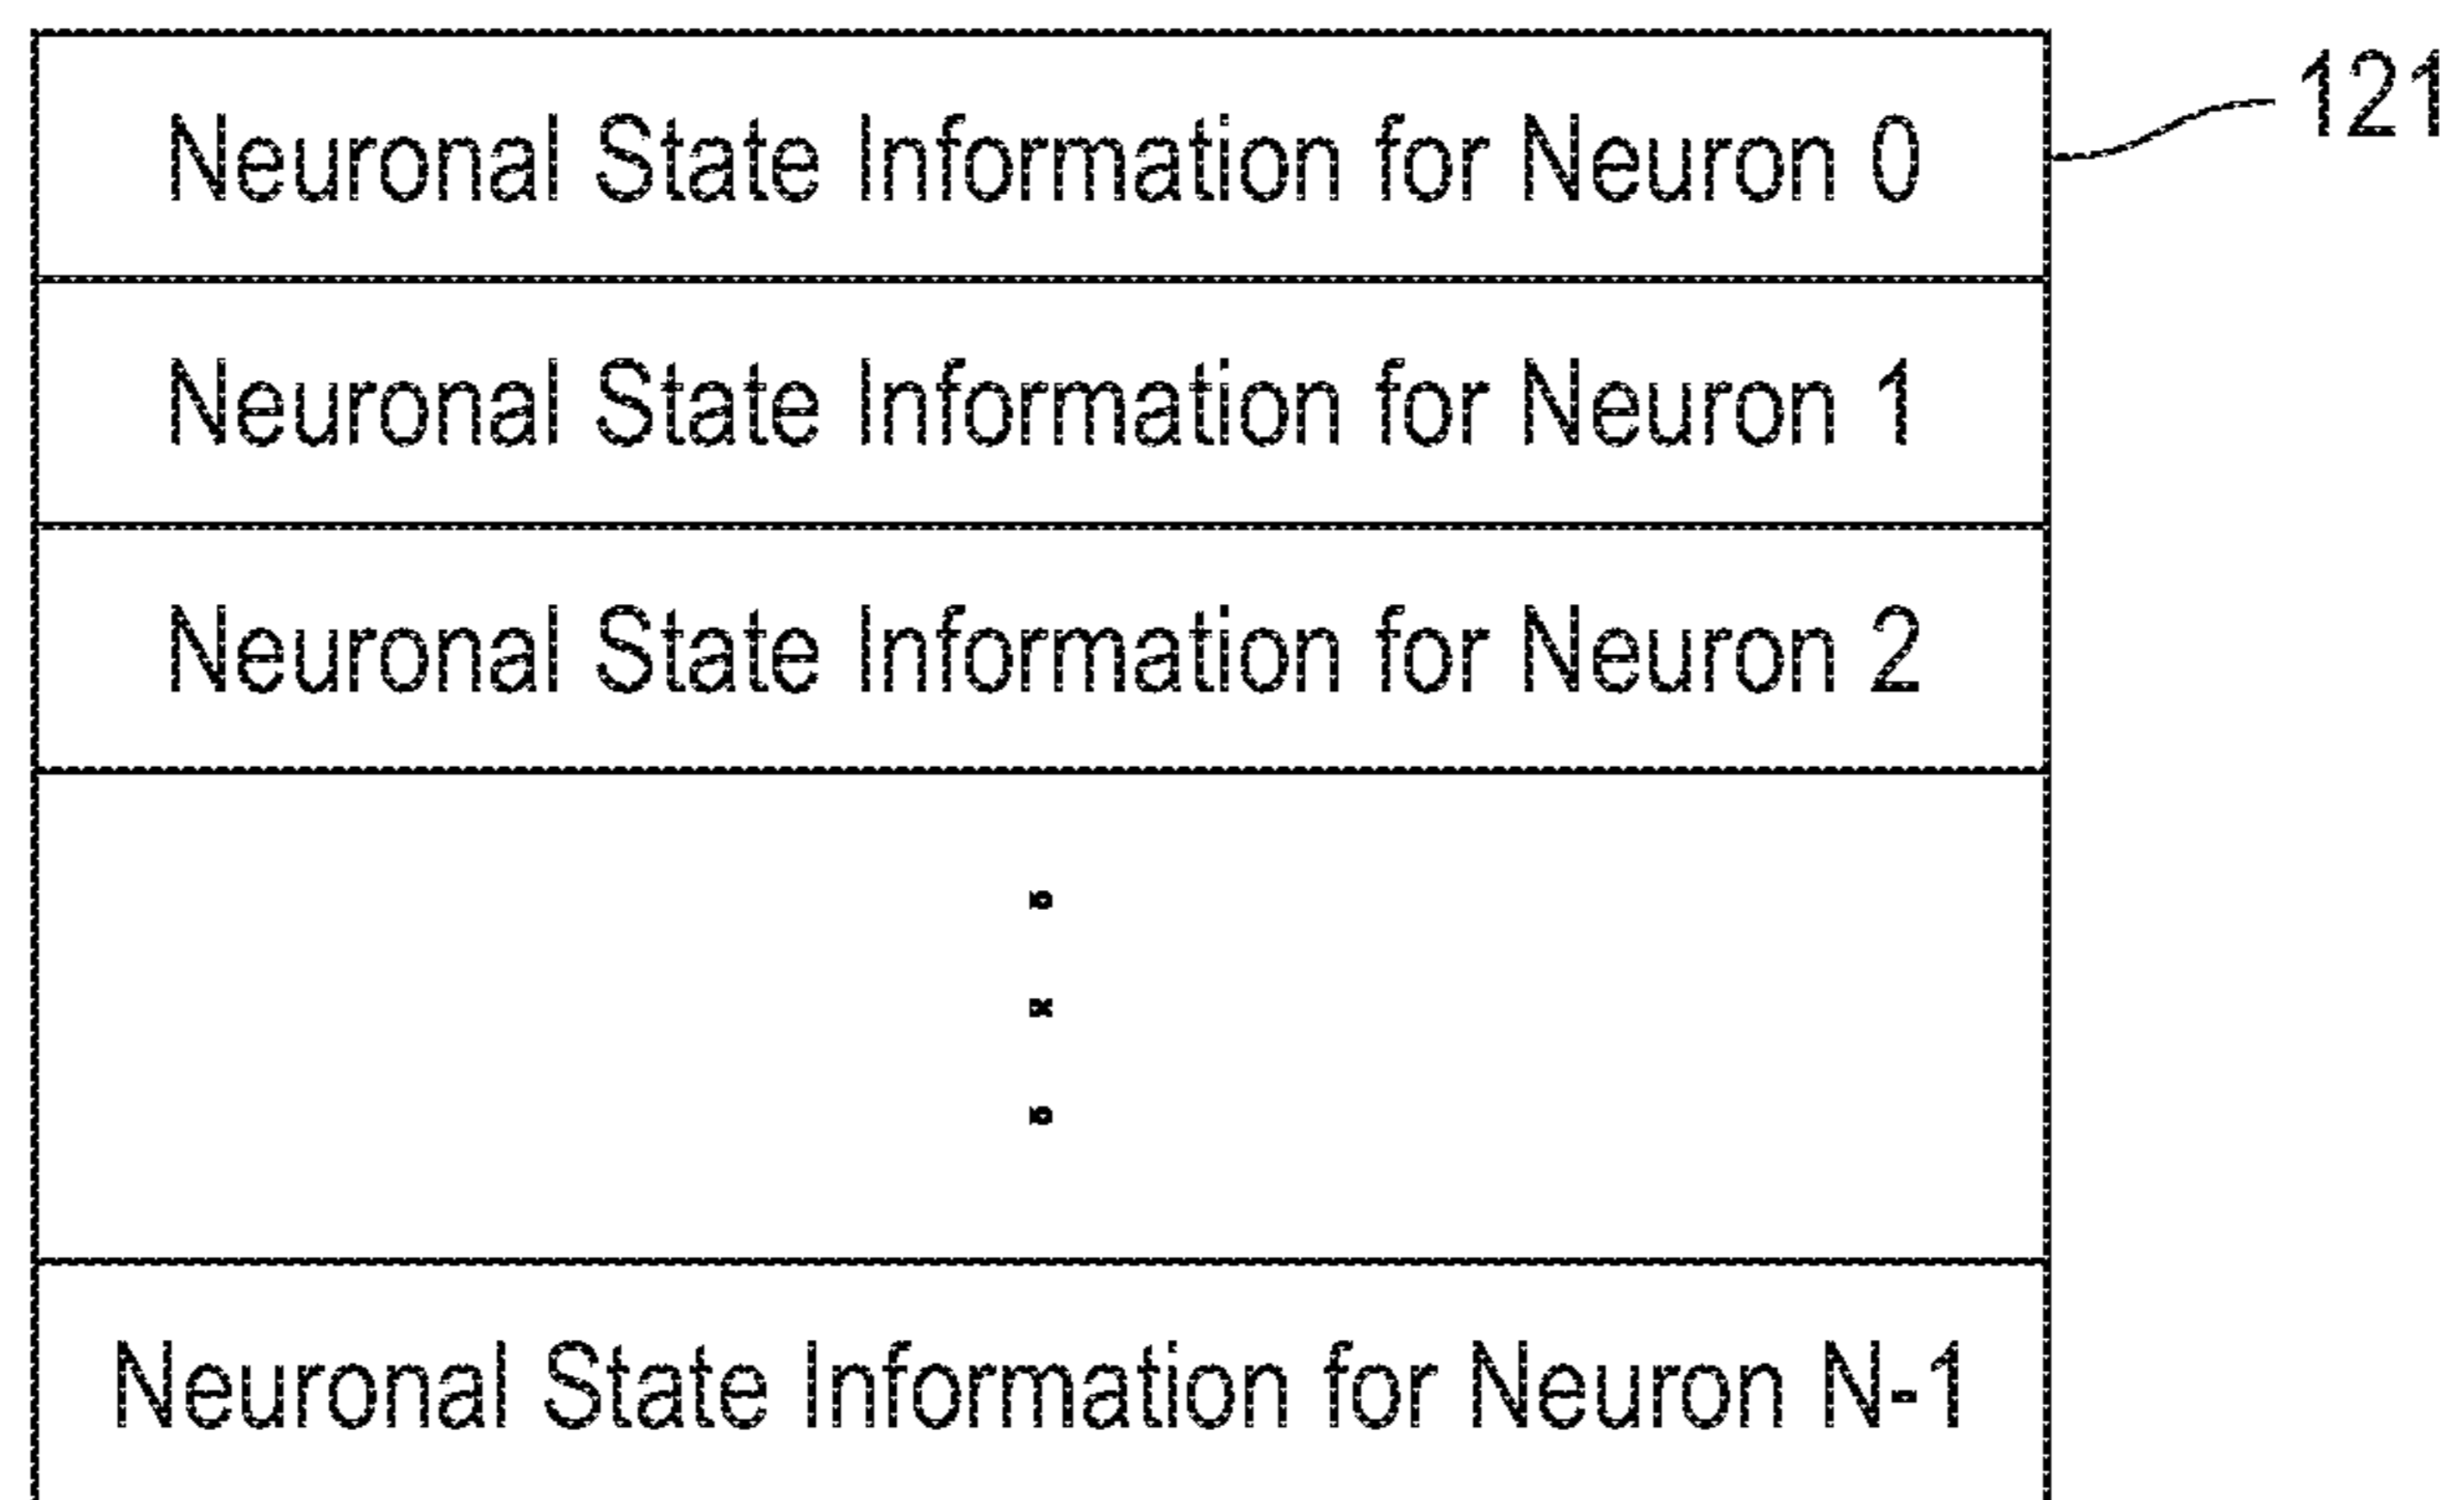 Neuronal State Information for Neuron 0
121
Neuronal State Information for Neuron 1
Neuronal State Information for Neuron 2
Neuronal State Information for Neuron N-1